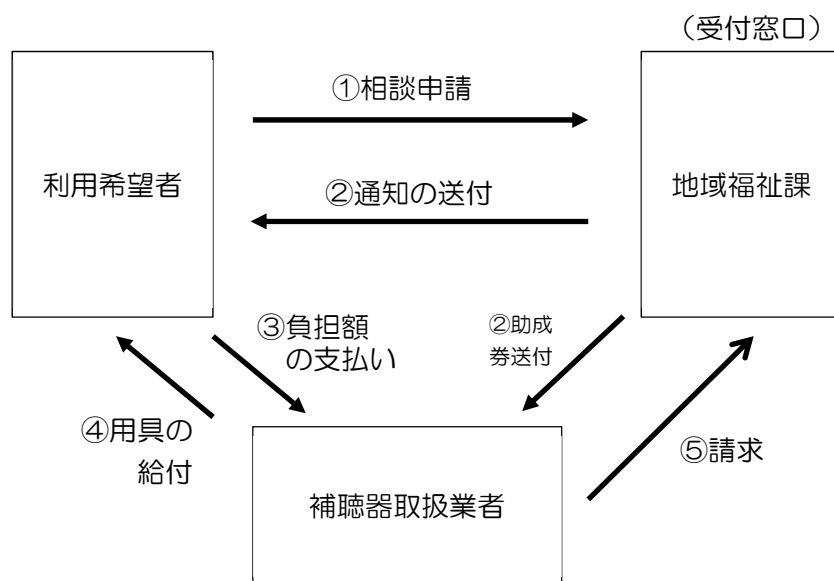 （受付窓口）
①相談申請
利用希望者
地域福祉課
②通知の送付
③負担額
の支払い
②助成
券送付
④用具の
給付
⑤請求
補聴器取扱業者